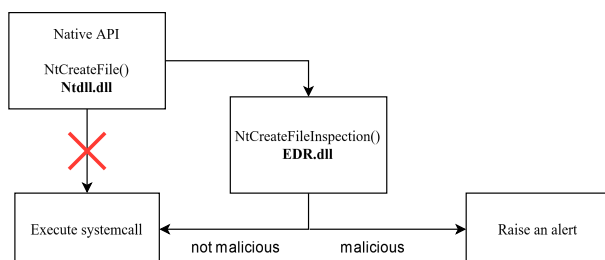 Native API
NtCreateFile()
Ntdll.dll
NtCreateFileInspection()
EDR.dll
Execute systemcall
not malicious
malicious
Raise an alert